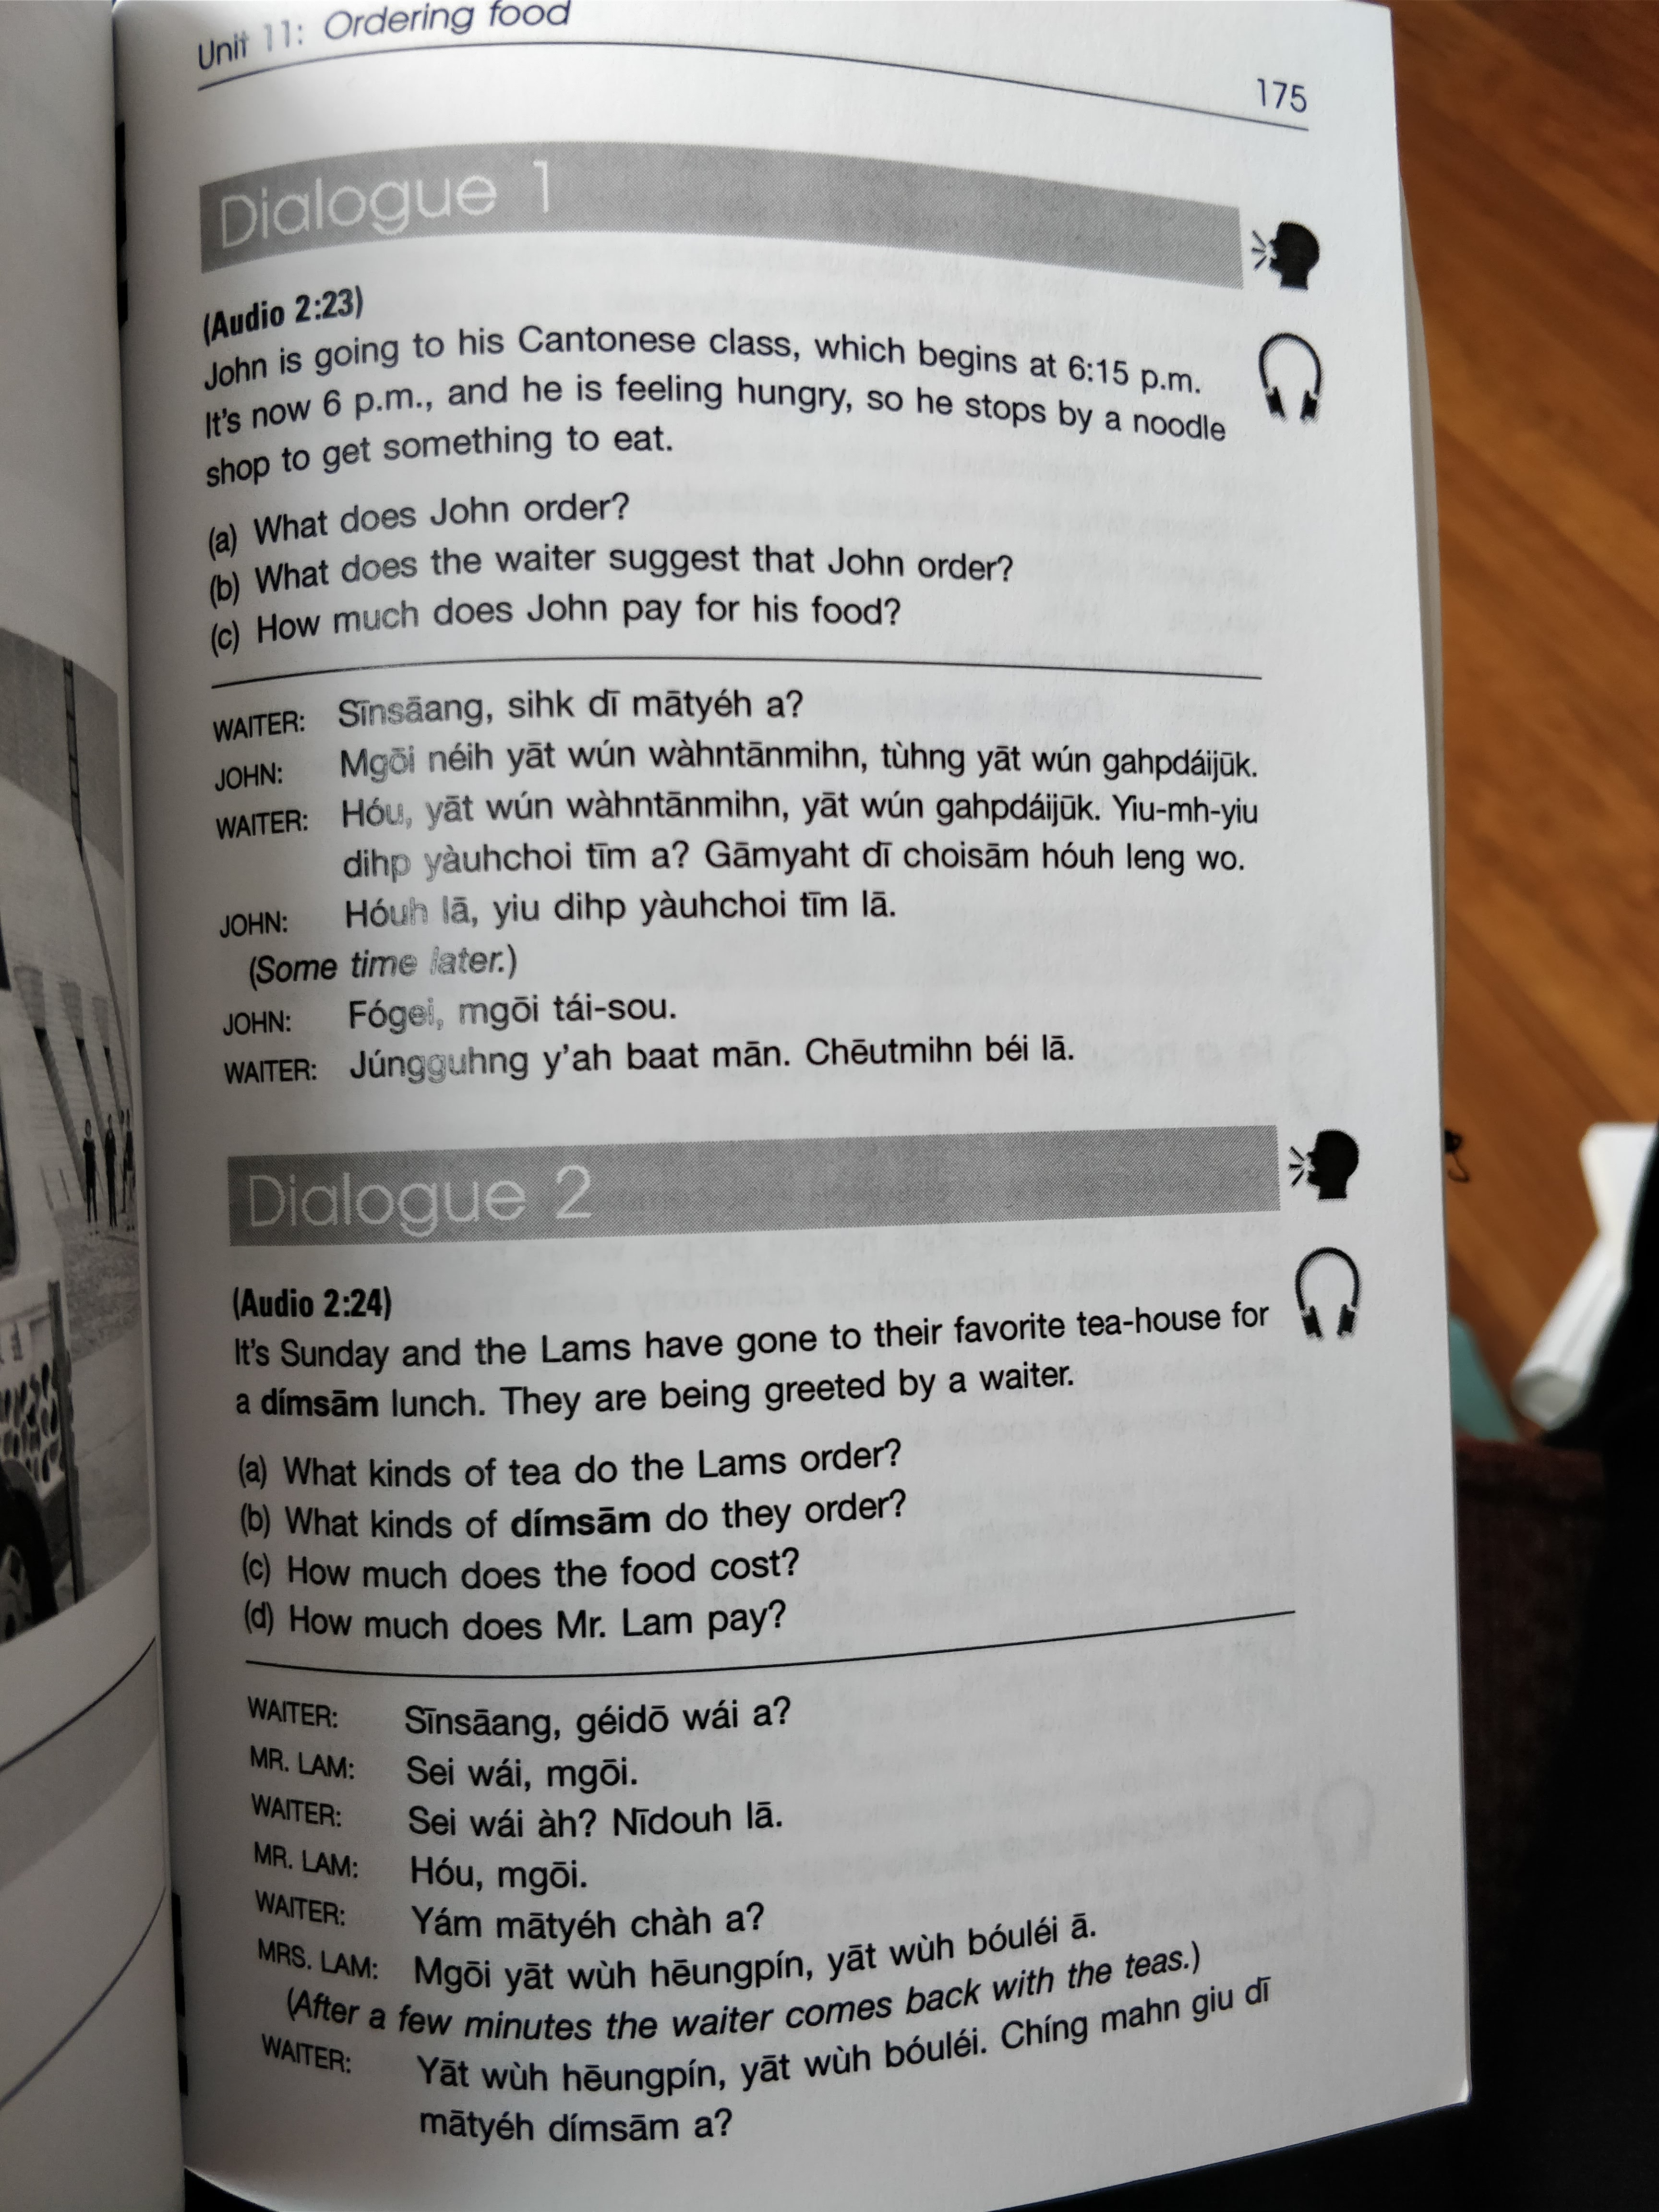 Unit 11: Ordering food
175
Dialogue 1
(Audio 2:23)
John is going to his Cantonese class, which begins at 6:15 p.m.
It's now 6 p.m., and he is feeling hungry, so he stops by a noodle
shop to get something to eat.
(a) What does John order?
(b) What does the waiter suggest that John order?
(c) How much does John pay for his food?
WAITER: Sīnsāang, sihk dī mātyéh a?
JOHN: Mgōi néih yāt wún wàhntānmihn, tùhng yāt wún gahpdáijūk.
WAITER: Hóu, yāt wún wàhntānmihn, yāt wún gahpdáijūk. Yiu-mh-yiu
dihp yàuhchoi tīm a? Gāmyaht dī choisām hóuh leng wo.
JOHN: Hóuh lā, yiu dihp yàuhchoi tīm lā.
(Some time later.)
JOHN: Fógei, mgōi tái-sou.
WAITER: Júngguhng y'ah baat mān. Chēutmihn béi lā.
Dialogue 2
(Audio 2:24)
It's Sunday and the Lams have gone to their favorite tea-house for
a dímsām lunch. They are being greeted by a waiter.
(a) What kinds of tea do the Lams order?
(b) What kinds of dímsām do they order?
(c) How much does the food cost?
(d) How much does Mr. Lam pay?
WAITER: Sīnsāang, géidō wái a?
MR. LAM: Sei wái, mgōi.
WAITER: Sei wái àh? Nīdouh lā.
MR. LAM: Hóu, mgōi.
WAITER: Yám mātyéh chàh a?
MRS. LAM: Mgōi yāt wùh hēungpín, yāt wùh bóuléi ā.
(After a few minutes the waiter comes back with the teas.)
WAITER: Yāt wùh hēungpín, yāt wùh bóuléi. Chíng mahn giu dī
mātyéh dímsām a?